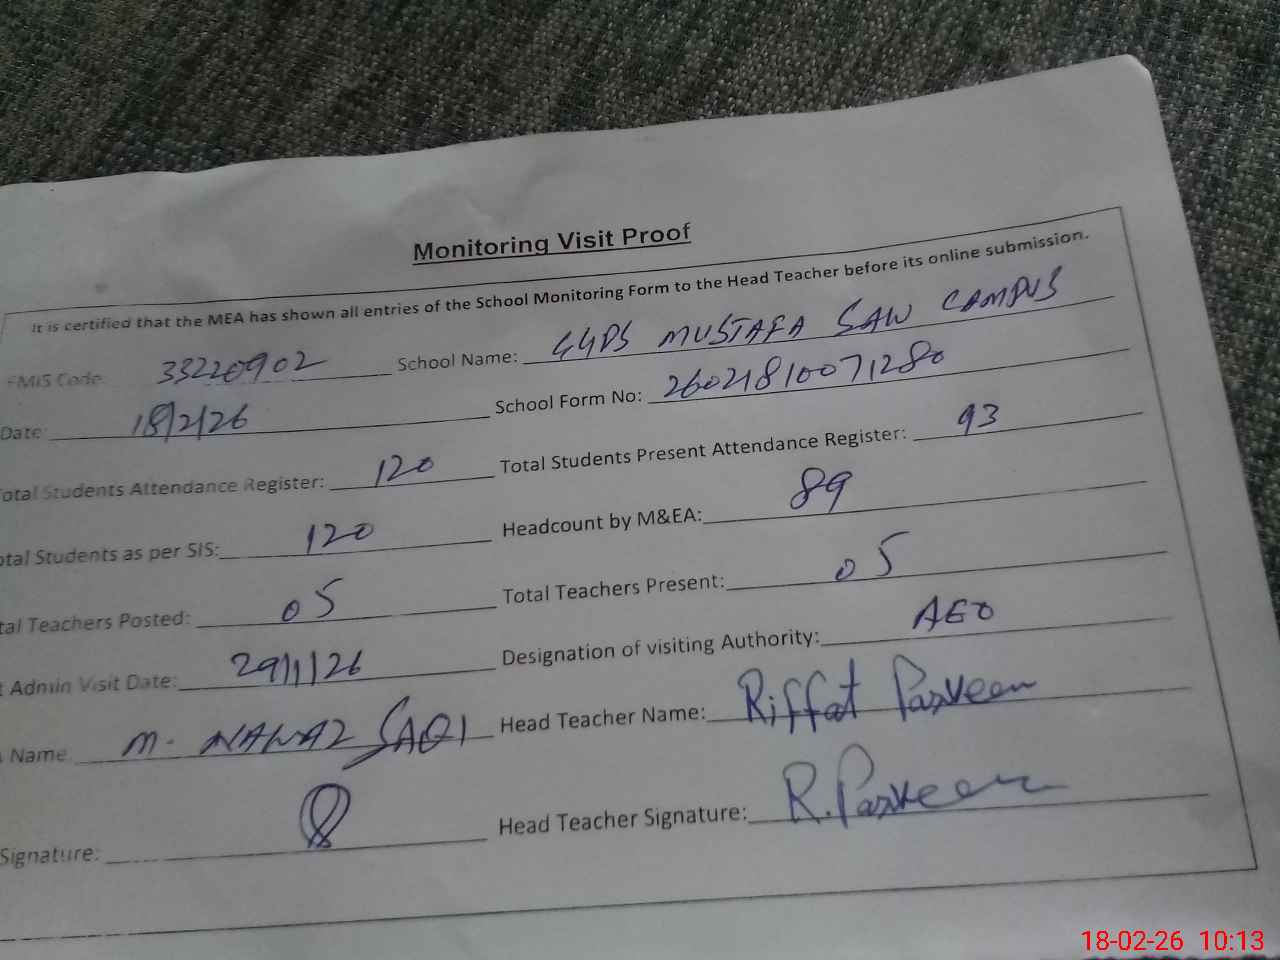 Monitoring Visit Proof
It is certified that the MEA has shown all entries of the School Monitoring Form to the Head Teacher before its online submission.
EMIS Code: 33220902 School Name: GGPS MUSTAFA SAW CAMPUS
Date: 18/2/26 School Form No: 26021810071280
otal Students Attendance Register: 120 Total Students Present Attendance Register: 93
otal Students as per SIS: 120 Headcount by M&EA: 89
tal Teachers Posted: 05 Total Teachers Present: 05
t Admin Visit Date: 29/1/26 Designation of visiting Authority: AEO
Name M. NAWAZ SAQI Head Teacher Name: Riffat Parveen
Signature: Head Teacher Signature: R. Parveen
18-02-26 10:13